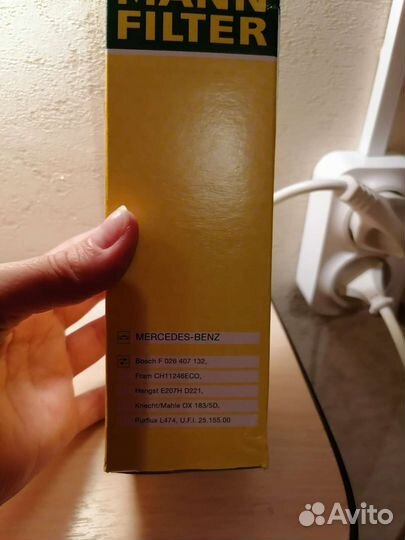 MANN
FILTER
MERCEDES-BENZ
Bosch F 026 407 132,
Fram CH11246ECO,
Hengst E207H D221,
Knecht/Mahle OX 183/5D,
Purflux L474, U.F.I. 25.155.00
Avito